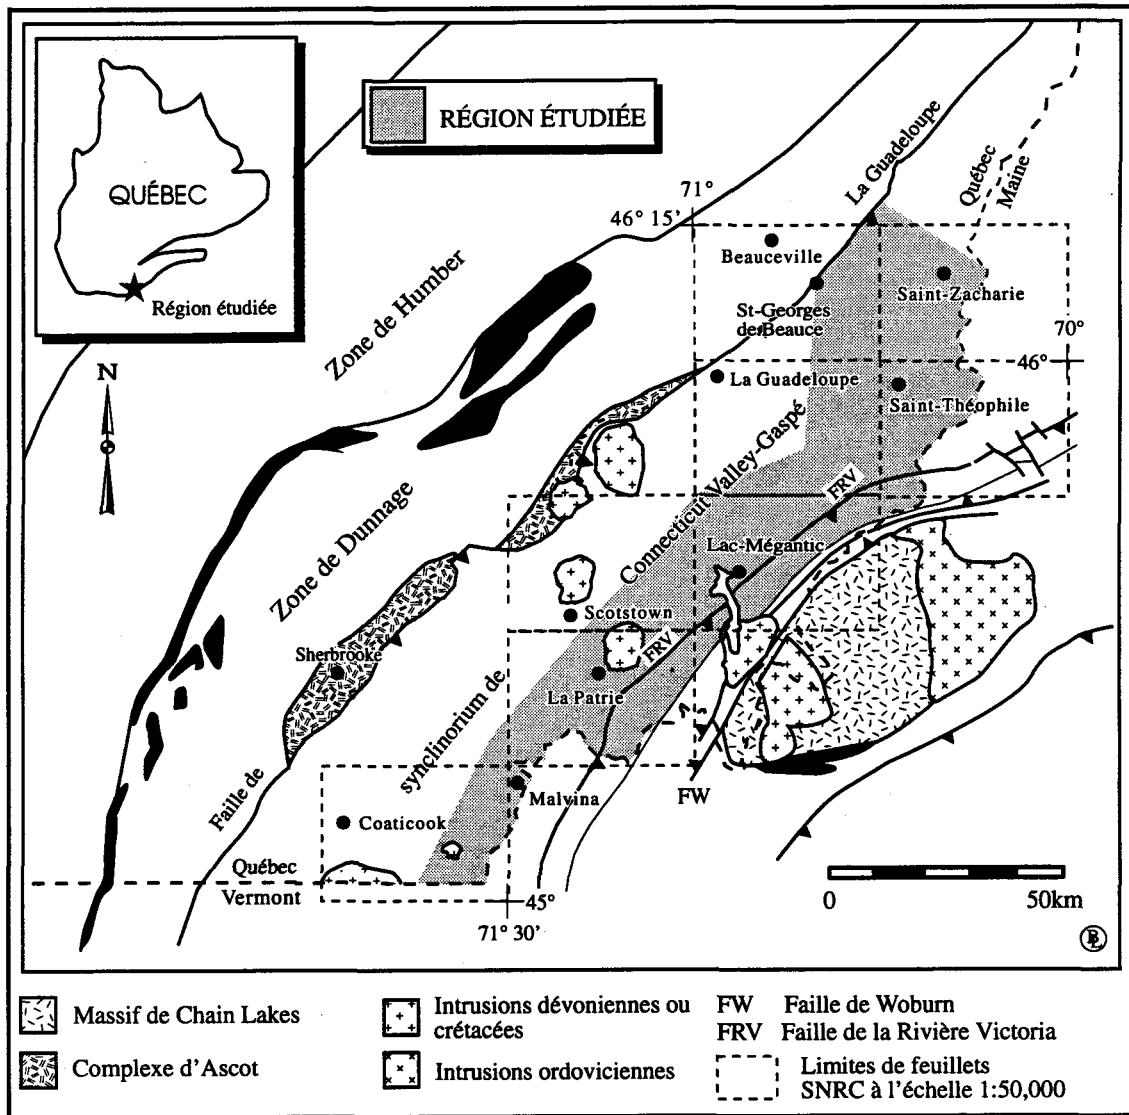 QUÉBEC
Région étudiée
RÉGION ÉTUDIÉE
N
Zone de Humber
Zone de Dunnage
La Guadeloupe
Québec
Maine
71°
46° 15'
Beauceville
Saint-Zacharie
St-Georges
de Beauce
70°
46°
La Guadeloupe
Saint-Théophile
Connecticut Valley-Gaspé
FRV
Lac-Mégantic
Scotstown
FRV
Sherbrooke
La Patrie
synclinorium de
Faille de
Malvina
FW
Coaticook
Québec
Vermont
45°
71° 30'
0 50km
Massif de Chain Lakes
Complexe d'Ascot
Intrusions dévoniennes ou
crétacées
Intrusions ordoviciennes
FW Faille de Woburn
FRV Faille de la Rivière Victoria
Limites de feuillets
SNRC à l'échelle 1:50,000